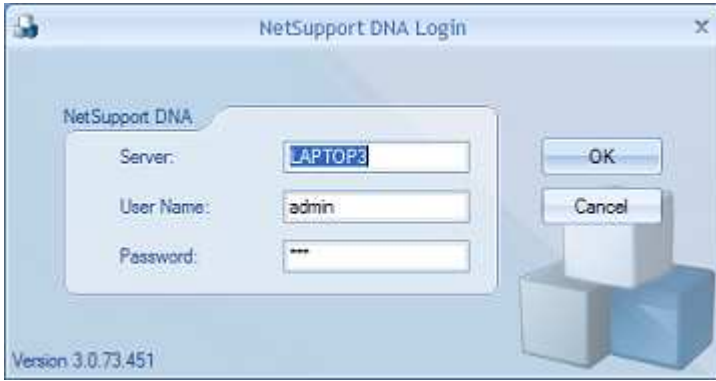 NetSupport DNA Login
NetSupport DNA
Server: LAPTOP3
OK
User Name: admin
Cancel
Password: ***
Version 3.0.73.451